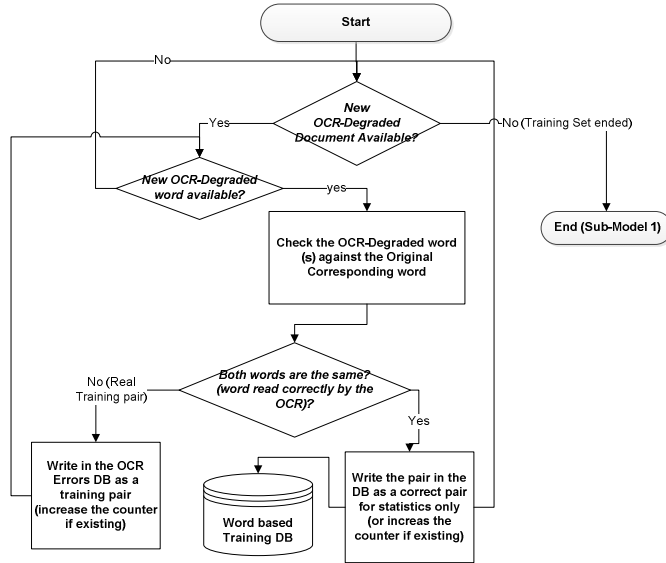 Start
No
New
OCR-Degraded
Document Available?
Yes
No (Training Set ended)
New OCR-Degraded
word available?
yes
End (Sub-Model 1)
Check the OCR-Degraded word
(s) against the Original
Corresponding word
Both words are the same?
(word read correctly by the
OCR)?
No (Real
Training pair)
Yes
Write in the OCR
Errors DB as a
training pair
(increase the counter
if existing)
Word based
Training DB
Write the pair in the
DB as a correct pair
for statistics only
(or increas the
counter if existing)